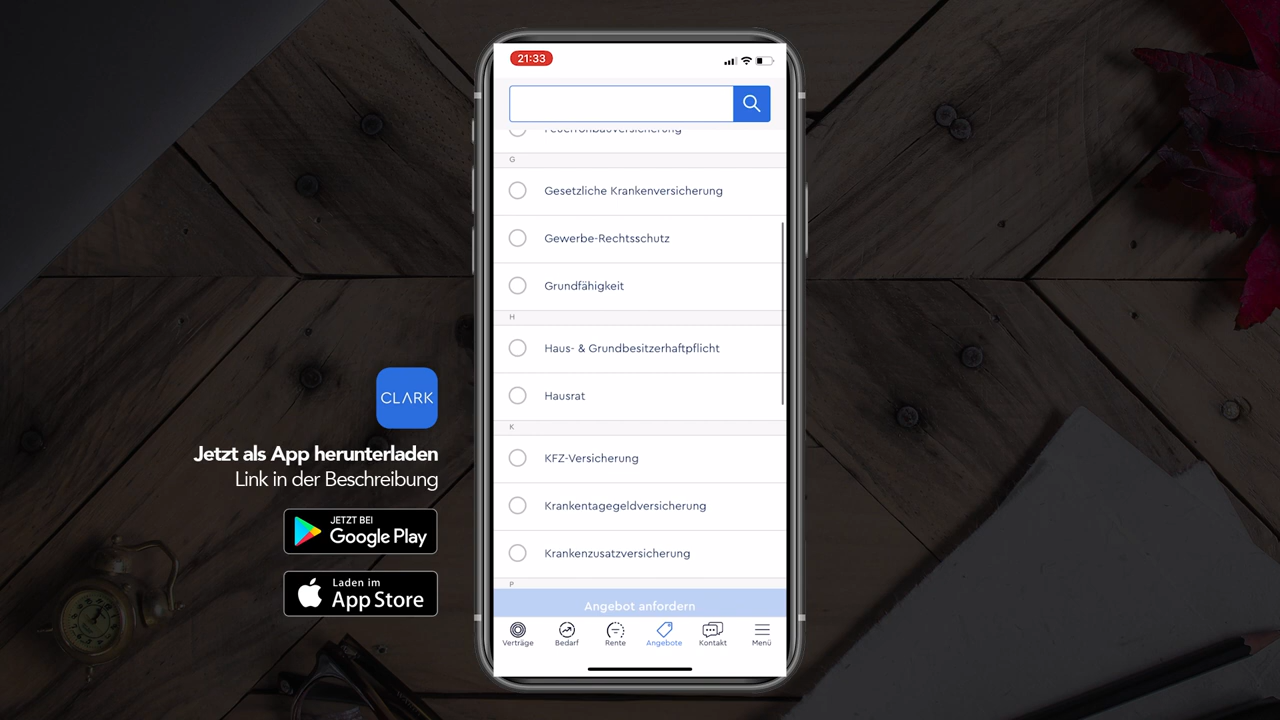 21:33
Feuerrohbauversicherung
G
Gesetzliche Krankenversicherung
Gewerbe-Rechtsschutz
Grundfähigkeit
H
Haus- & Grundbesitzerhaftpflicht
Hausrat
K
KFZ-Versicherung
Krankentagegeldversicherung
Krankenzusatzversicherung
P
Angebot anfordern
Verträge
Bedarf
Rente
Angebote
Kontakt
Menü
CLARK
Jetzt als App herunterladen
Link in der Beschreibung
JETZT BEI
Google Play
Laden im
App Store